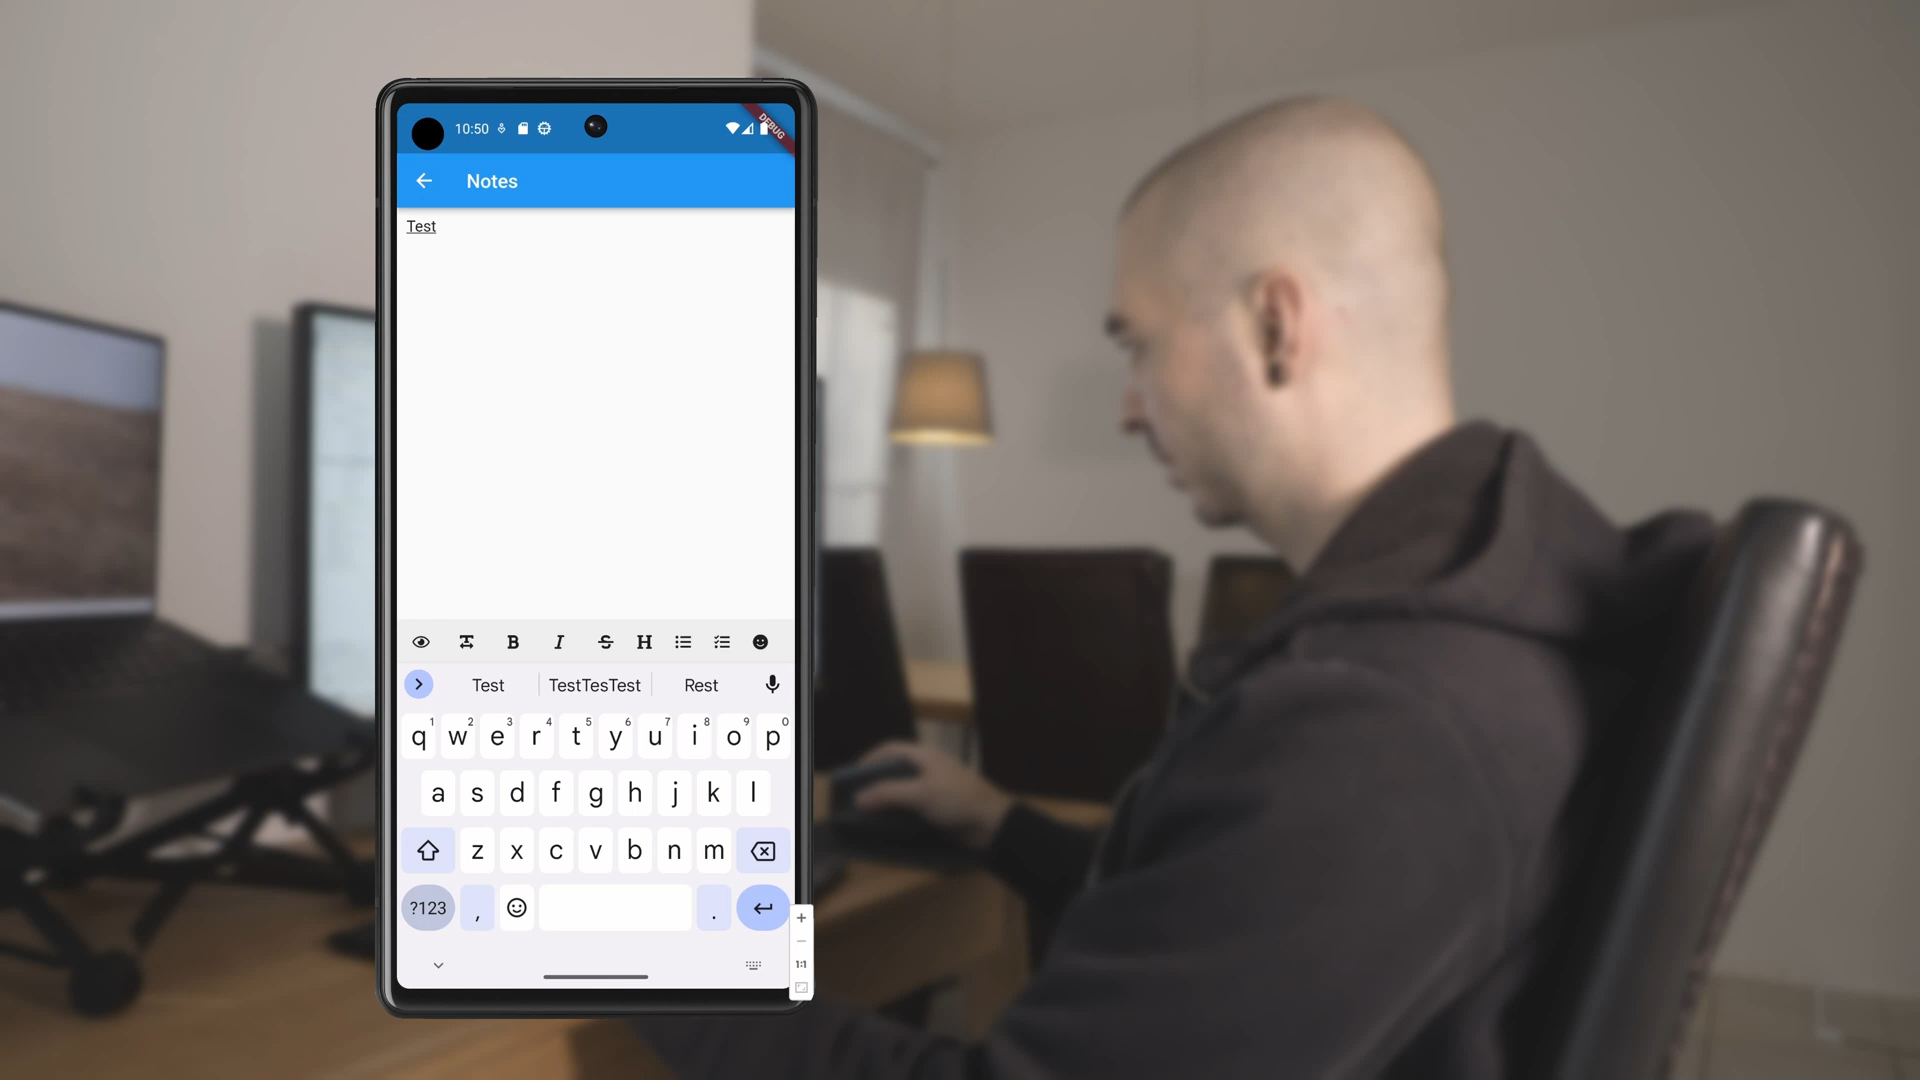 10:50
DEBUG
Notes
Test
B I S H
Test TestTesTest Rest
1 2 3 4 5 6 7 8 9 0
q w e r t y u i o p
a s d f g h j k l
z x c v b n m
?123 , .
+
−
1:1